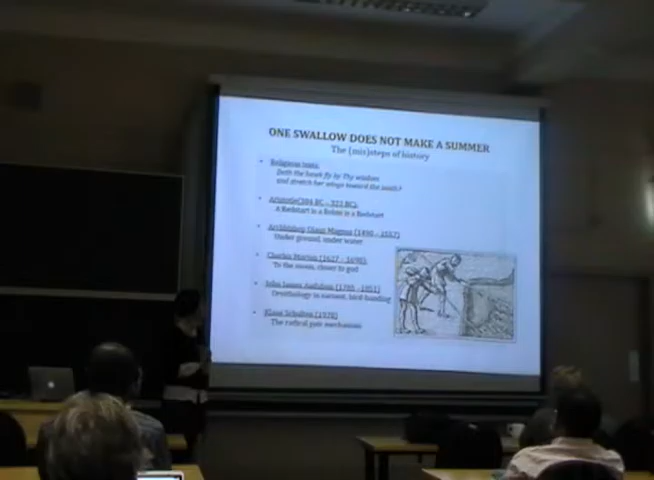 ONE SWALLOW DOES NOT MAKE A SUMMER
The (mis)steps of history
Religious texts
Doth the hawk fly by Thy wisdom
and stretch her wings toward the south?
Aristotle(384 BC – 322 BC)
A Redstart is a Robin is a Redstart
Archbishop Olaus Magnus (1490 – 1557)
Under ground, under water
Charles Morton (1627 – 1698)
To the moon, closer to god
John James Audubon (1785 – 1851)
Ornithology in earnest, bird-banding
Klaus Schulten (1978)
The radical pair mechanism